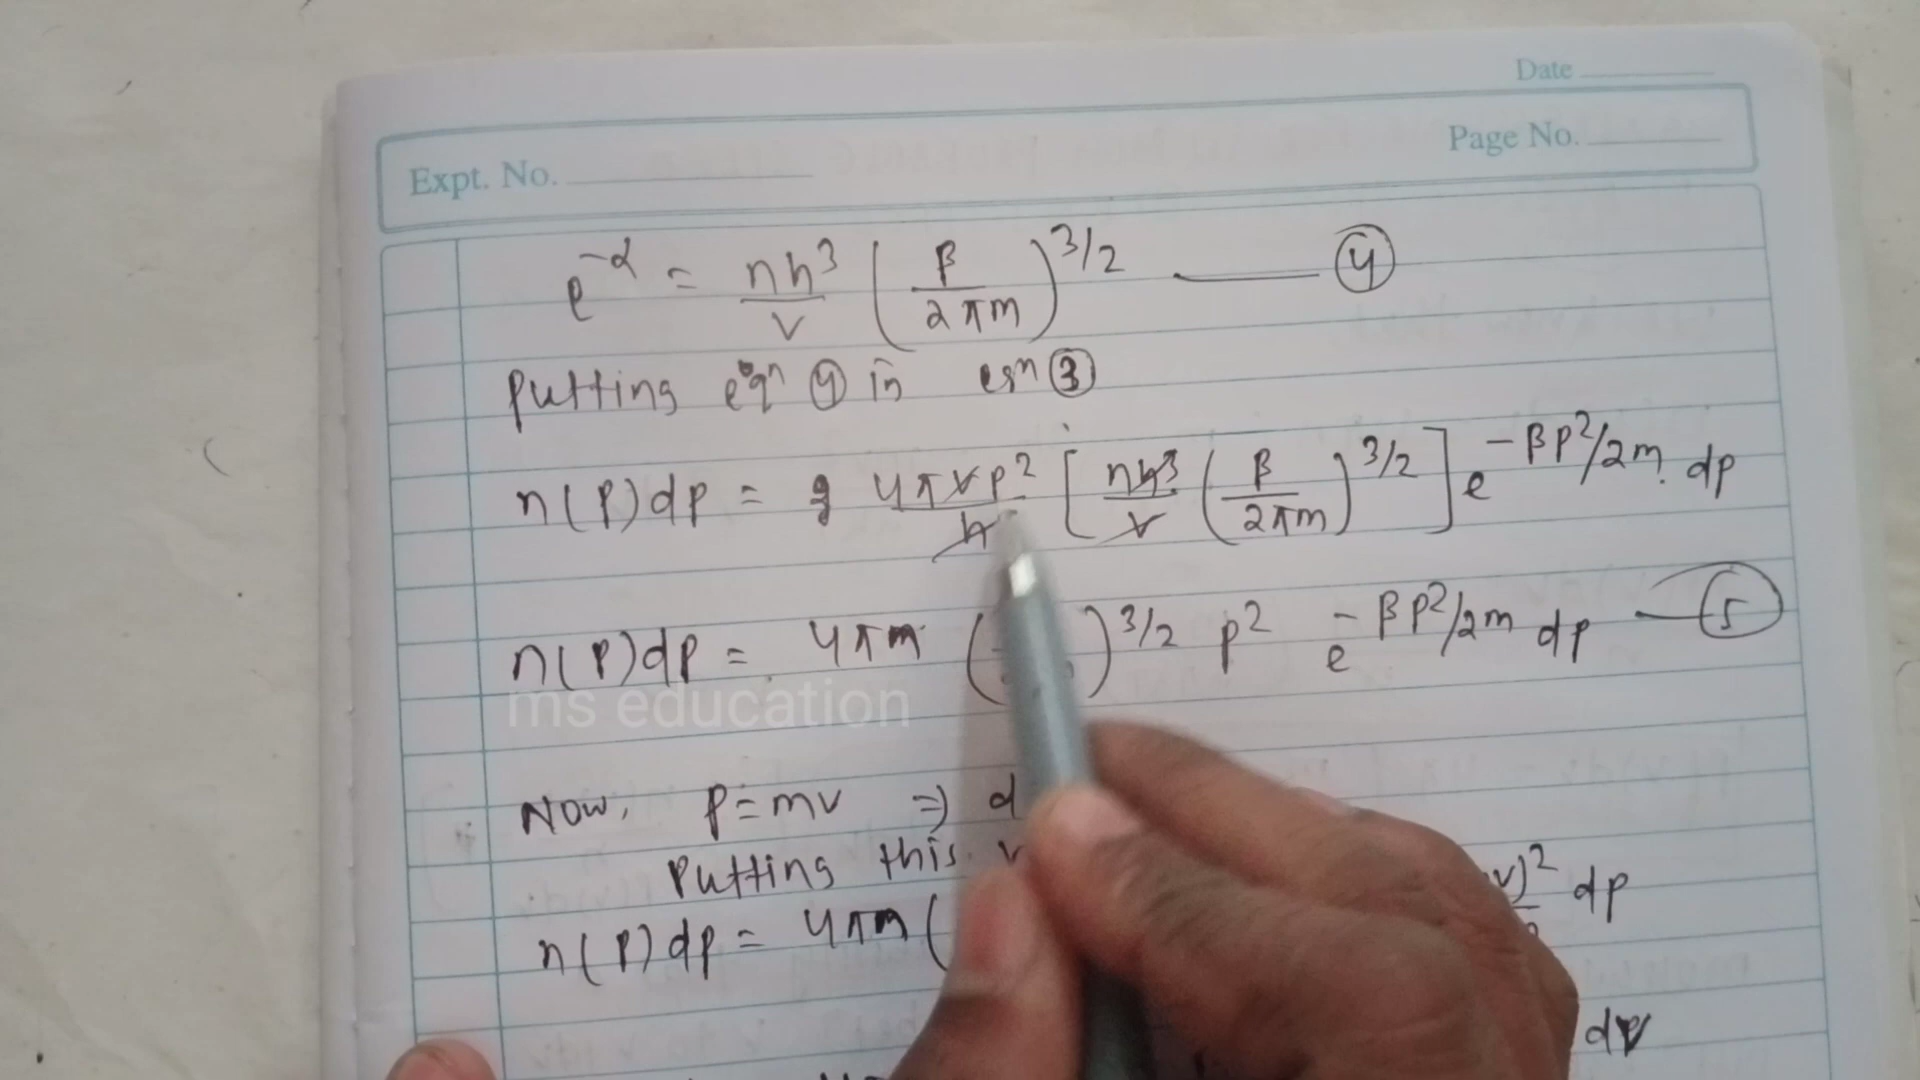 Date
Page No.
Expt. No.
e^-α = nh³/V (β/2πm)^3/2 — ④
Putting eqn ④ in eqn ③
n(P)dp = g 4πVp²/h [nh³/V (β/2πm)^3/2] e^-βP²/2m dp
n(P)dp = 4πm ( )^3/2 p² e^-βP²/2m dp — ⑤
ms education
Now, P=mv ⇒ d
Putting this
n(P)dp = 4πm ( v)² dp
dv